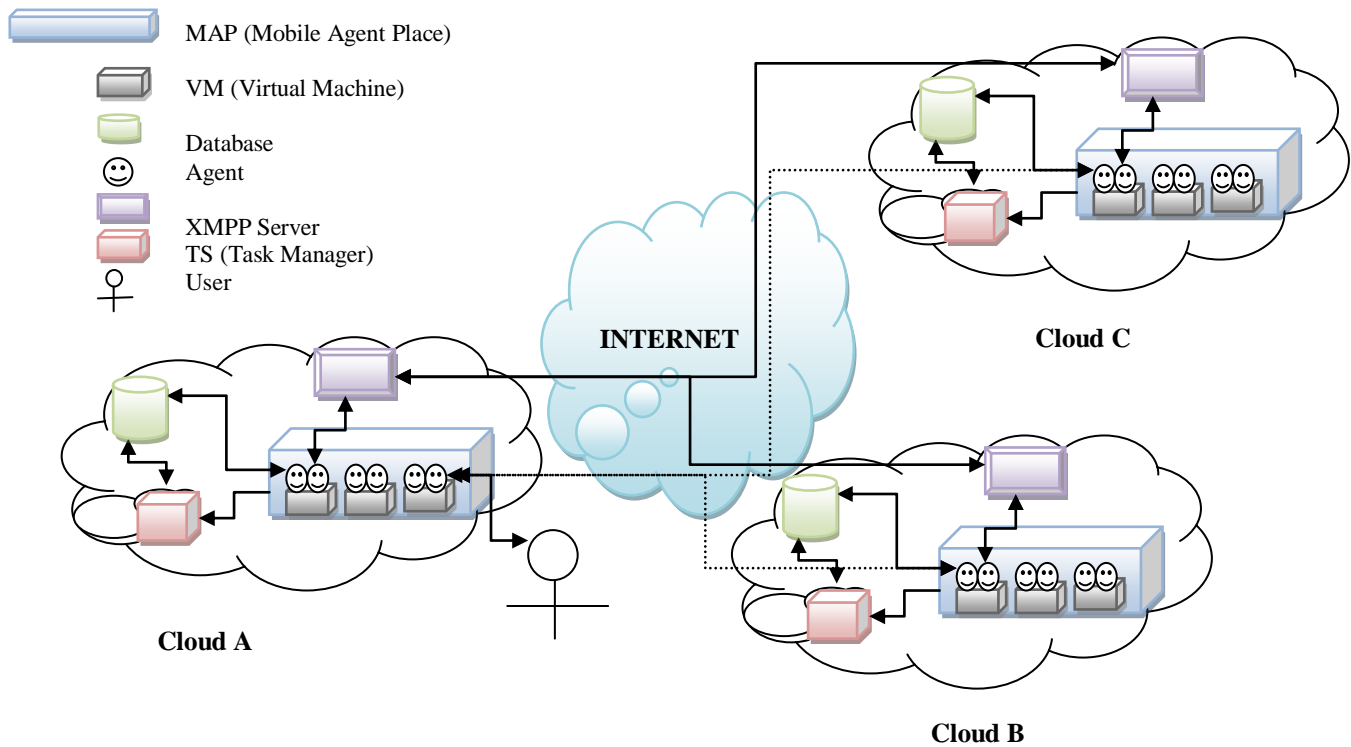 MAP (Mobile Agent Place)
VM (Virtual Machine)
Database
Agent
XMPP Server
TS (Task Manager)
User
INTERNET
Cloud C
Cloud A
Cloud B